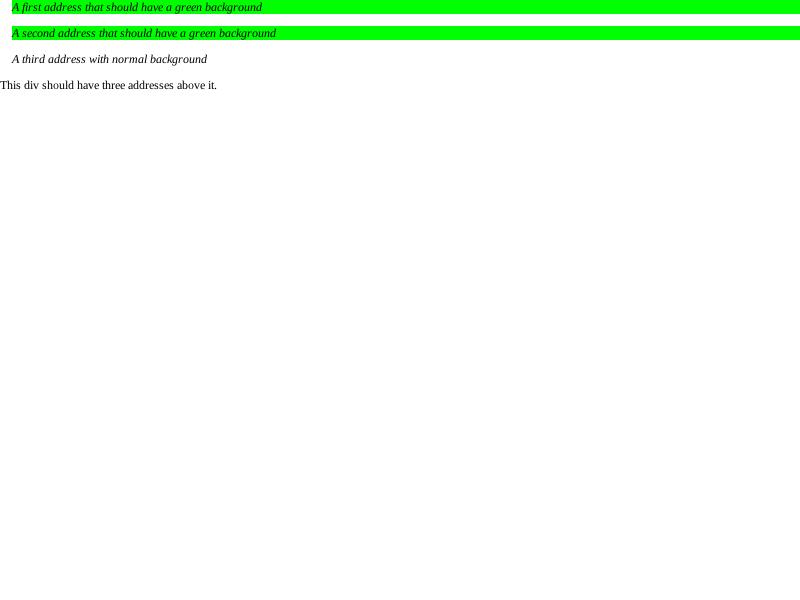 A first address that should have a green background
A second address that should have a green background
A third address with normal background
This div should have three addresses above it.